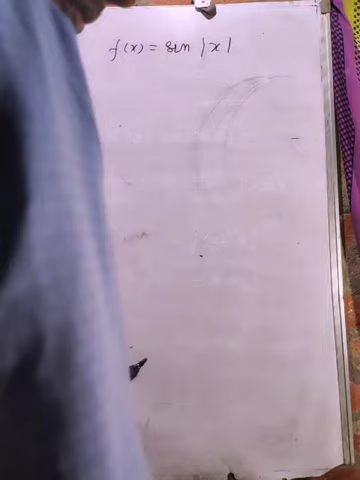 f(x) = sin |x|